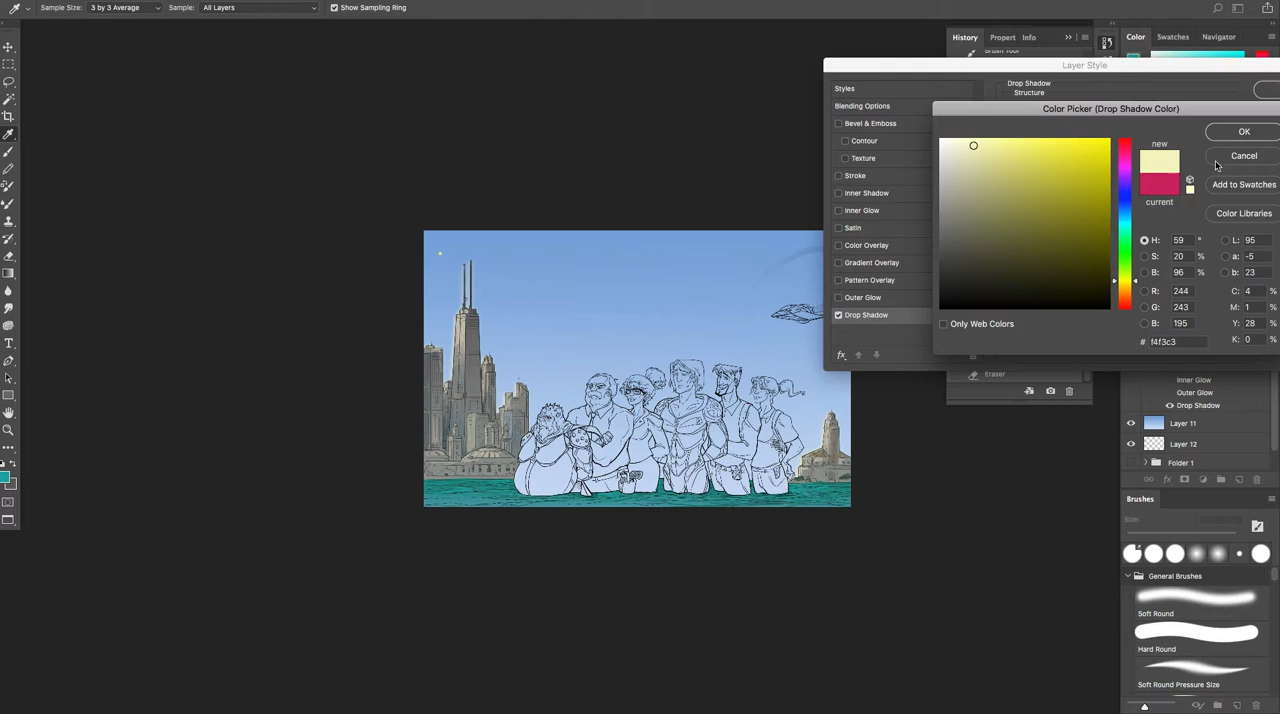 Sample Size: 3 by 3 Average Sample: All Layers Show Sampling Ring
History Propert Info
Color Swatches Navigator
Brush Tool
Layer Style
Styles
Blending Options
Bevel & Emboss
Contour
Texture
Stroke
Inner Shadow
Inner Glow
Satin
Color Overlay
Gradient Overlay
Pattern Overlay
Outer Glow
Drop Shadow
fx
Drop Shadow
Structure
Color Picker (Drop Shadow Color)
new
current
OK
Cancel
Add to Swatches
Color Libraries
H: 59 °
S: 20 %
B: 96 %
R: 244
G: 243
B: 195
# f4f3c3
L: 95
a: -5
b: 23
C: 4 %
M: 1 %
Y: 28 %
K: 0 %
Only Web Colors
Eraser
Inner Glow
Outer Glow
Drop Shadow
Layer 11
Layer 12
Folder 1
fx
Brushes
Size:
General Brushes
Soft Round
Hard Round
Soft Round Pressure Size